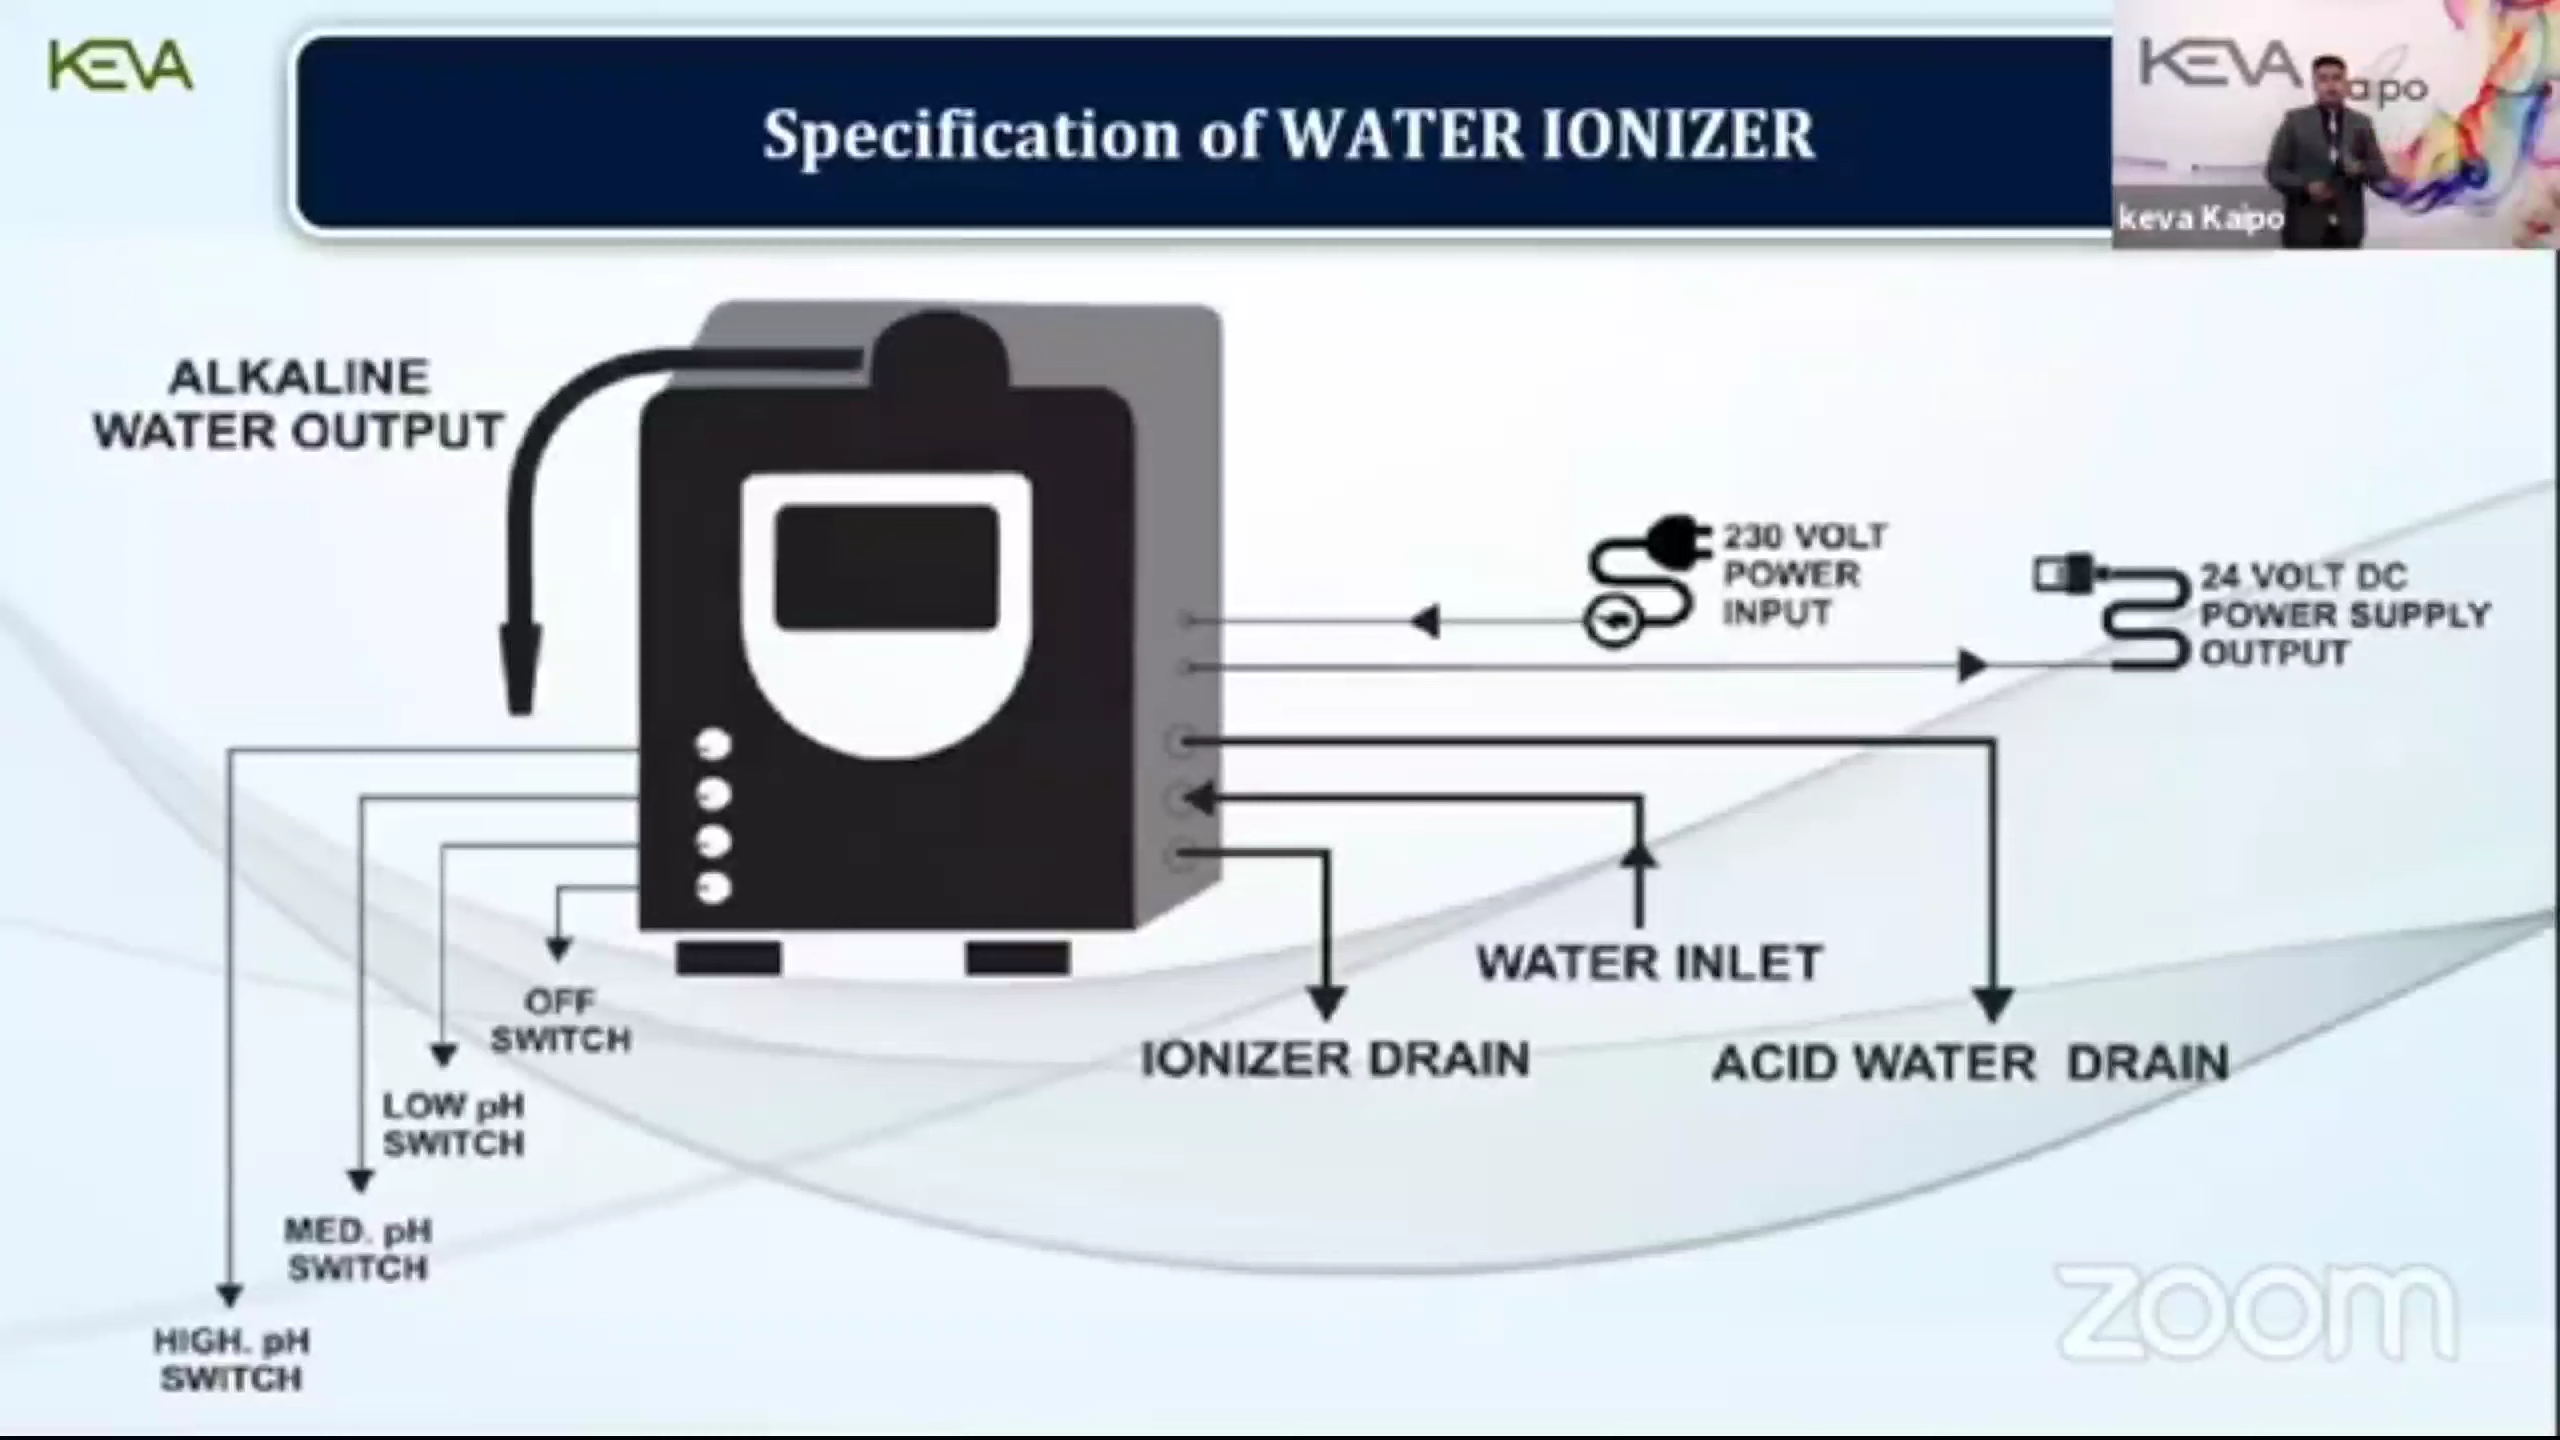 KEVA
Specification of WATER IONIZER
KEVA
apo
keva Kaipo
ALKALINE
WATER OUTPUT
230 VOLT
POWER
INPUT
24 VOLT DC
POWER SUPPLY
OUTPUT
OFF
SWITCH
LOW pH
SWITCH
MED. pH
SWITCH
HIGH. pH
SWITCH
IONIZER DRAIN
WATER INLET
ACID WATER DRAIN
zoom